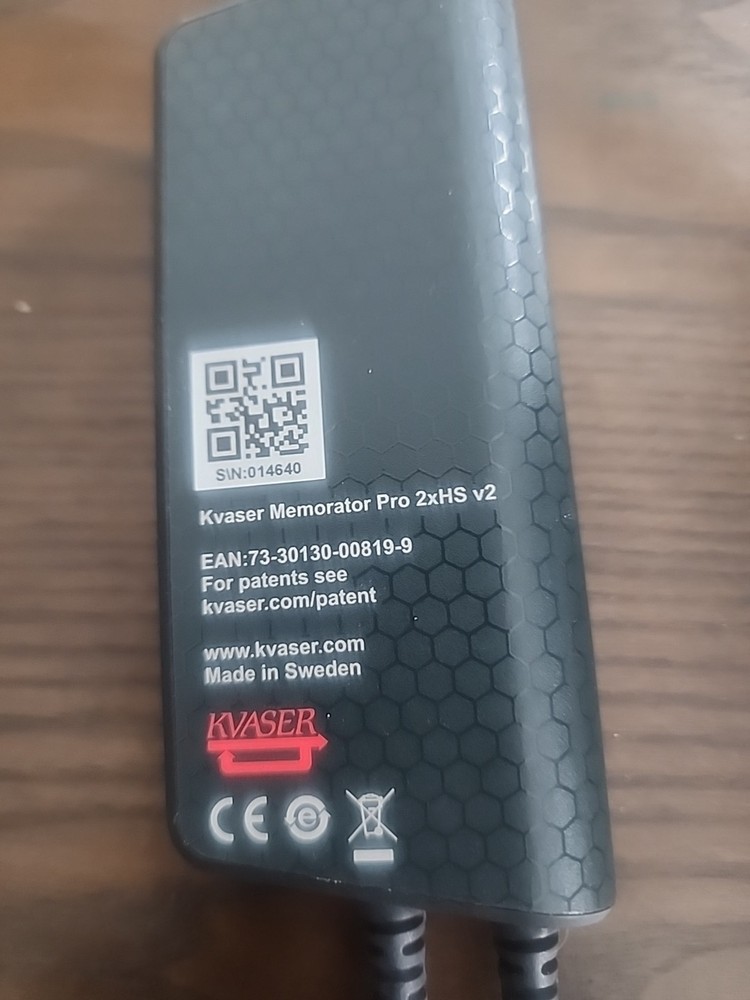 S\N:014640
Kvaser Memorator Pro 2xHS v2
EAN:73-30130-00819-9
For patents see
kvaser.com/patent
www.kvaser.com
Made in Sweden
KVASER
CE e